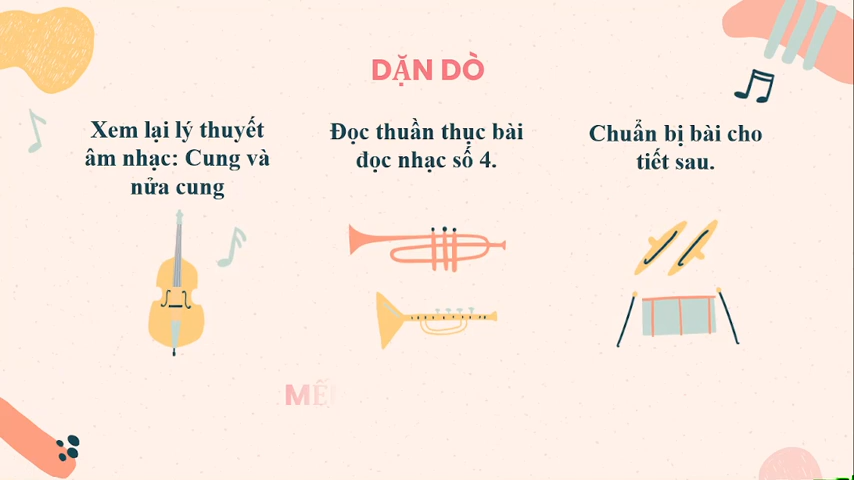 DẶN DÒ
Xem lại lý thuyết
âm nhạc: Cung và
nửa cung
Đọc thuần thục bài
đọc nhạc số 4.
Chuẩn bị bài cho
tiết sau.